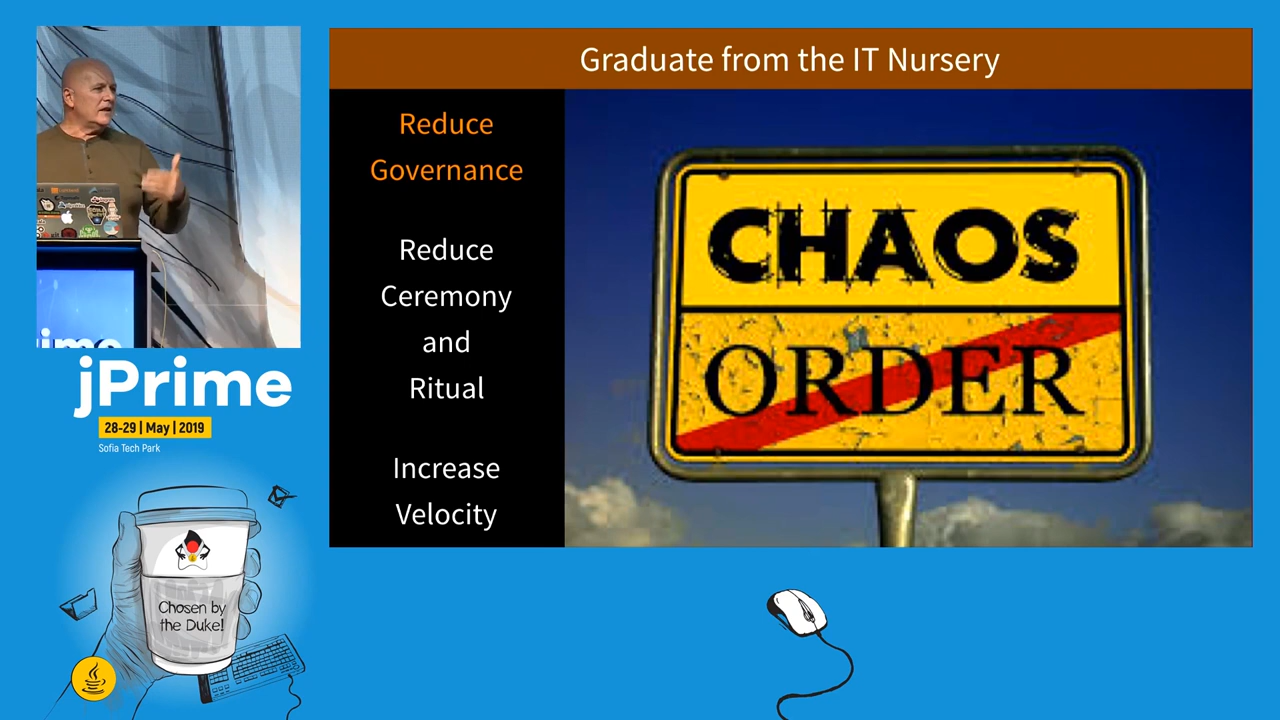 Graduate from the IT Nursery
Reduce
Governance
Reduce
Ceremony
and
Ritual
Increase
Velocity
CHAOS
ORDER
jPrime
28-29 | May | 2019
Sofia Tech Park
Chosen by
the Duke!